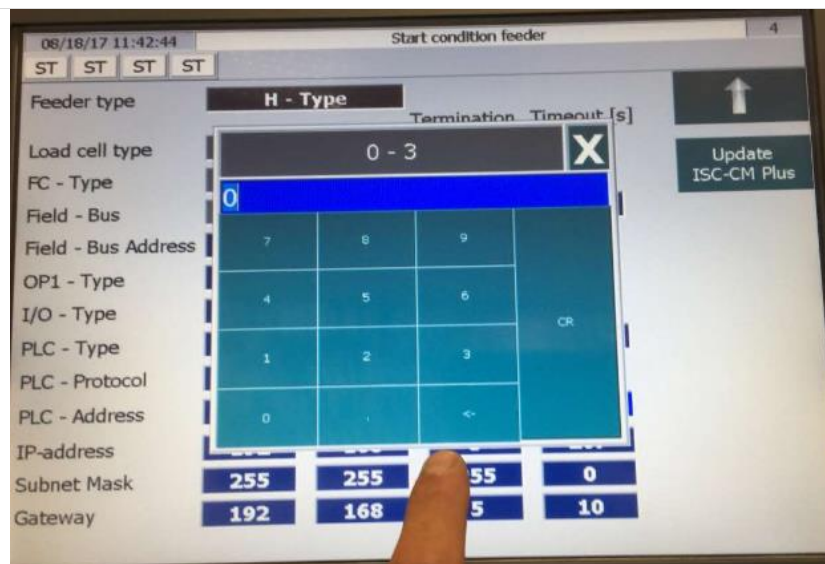 08/18/17 11:42:44 Start condition feeder 4
ST ST ST ST
Feeder type H - Type
Termination Timeout [s]
Load cell type
0 - 3 X
Update
ISC-CM Plus
FC - Type
0
Field - Bus
7 8 9
Field - Bus Address
OP1 - Type
4 5 6
I/O - Type
CR
PLC - Type
1 2 3
PLC - Protocol
PLC - Address
0 . <-
IP-address
Subnet Mask 255 255 55 0
Gateway 192 168 5 10